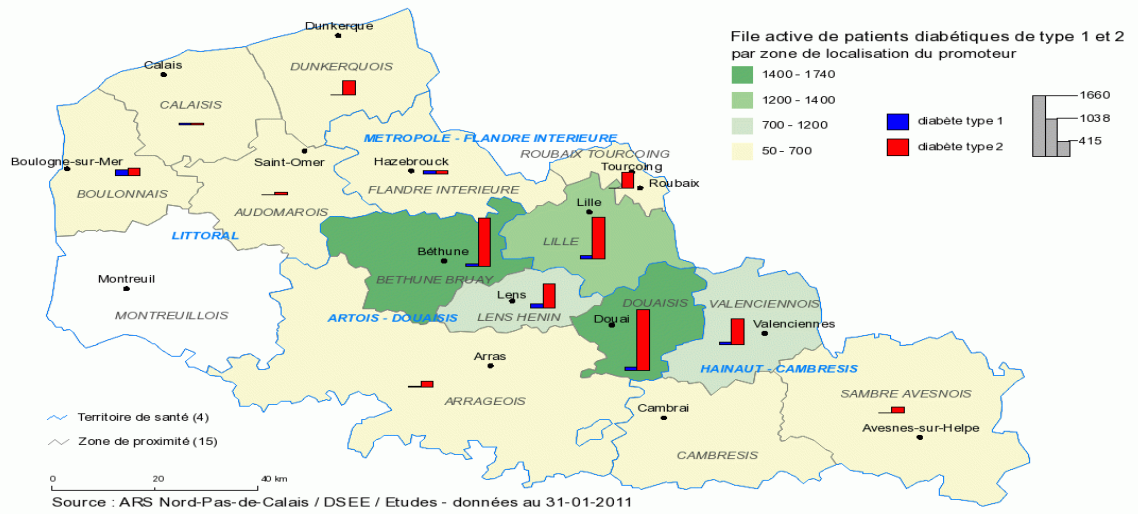 Dunkerque
DUNKERQUOIS
Calais
CALAISIS
METROPOLE - FLANDRE INTERIEURE
Boulogne-sur-Mer
BOULONNAIS
Saint-Omer
AUDOMAROIS
Hazebrouck
FLANDRE INTERIEURE
ROUBAIX TOURCOING
Tourcoing
Roubaix
LITTORAL
Lille
LILLE
Béthune
BETHUNE BRUAY
Montreuil
MONTREUILLOIS
Lens
LENS HENIN
ARTOIS - DOUAISIS
DOUAISIS
Douai
VALENCIENNOIS
Valenciennes
HAINAUT - CAMBRESIS
Arras
ARRAGEOIS
Cambrai
CAMBRESIS
SAMBRE AVESNOIS
Avesnes-sur-Helpe
File active de patients diabétiques de type 1 et 2
par zone de localisation du promoteur
1400 - 1740
1200 - 1400
700 - 1200
50 - 700
diabète type 1
diabète type 2
1660
1038
415
Territoire de santé (4)
Zone de proximité (15)
0 20 40 km
Source : ARS Nord-Pas-de-Calais / DSEE / Etudes - données au 31-01-2011